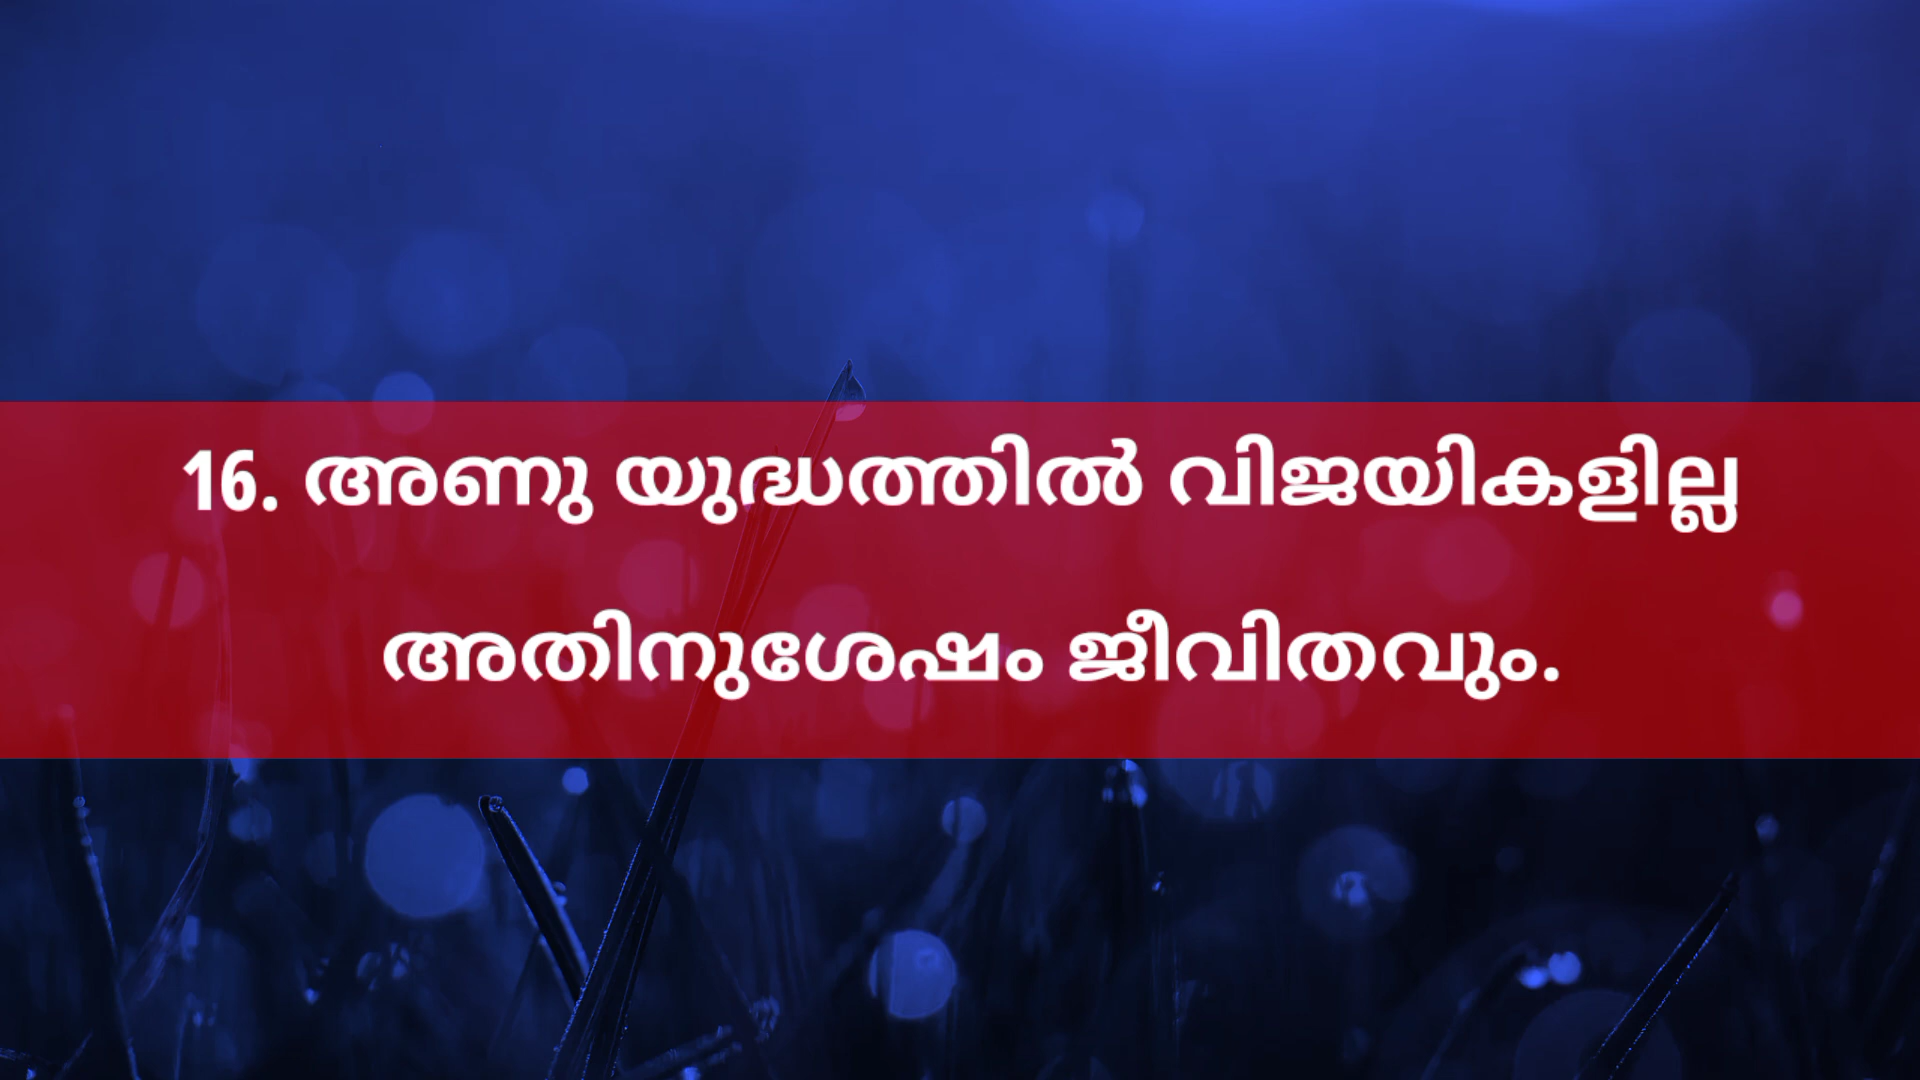 16. അണു യുദ്ധത്തിൽ വിജയികളില്ല
അതിനുശേഷം ജീവിതവും.